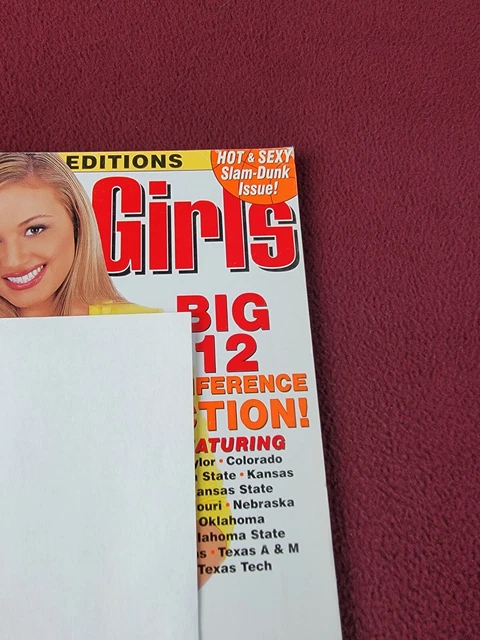 EDITIONS
HOT & SEXY
Slam-Dunk
Issue!
Girls
BIG
12
FERENCE
TION!
ATURING
ylor • Colorado
State • Kansas
ansas State
ouri • Nebraska
Oklahoma
lahoma State
s • Texas A & M
Texas Tech